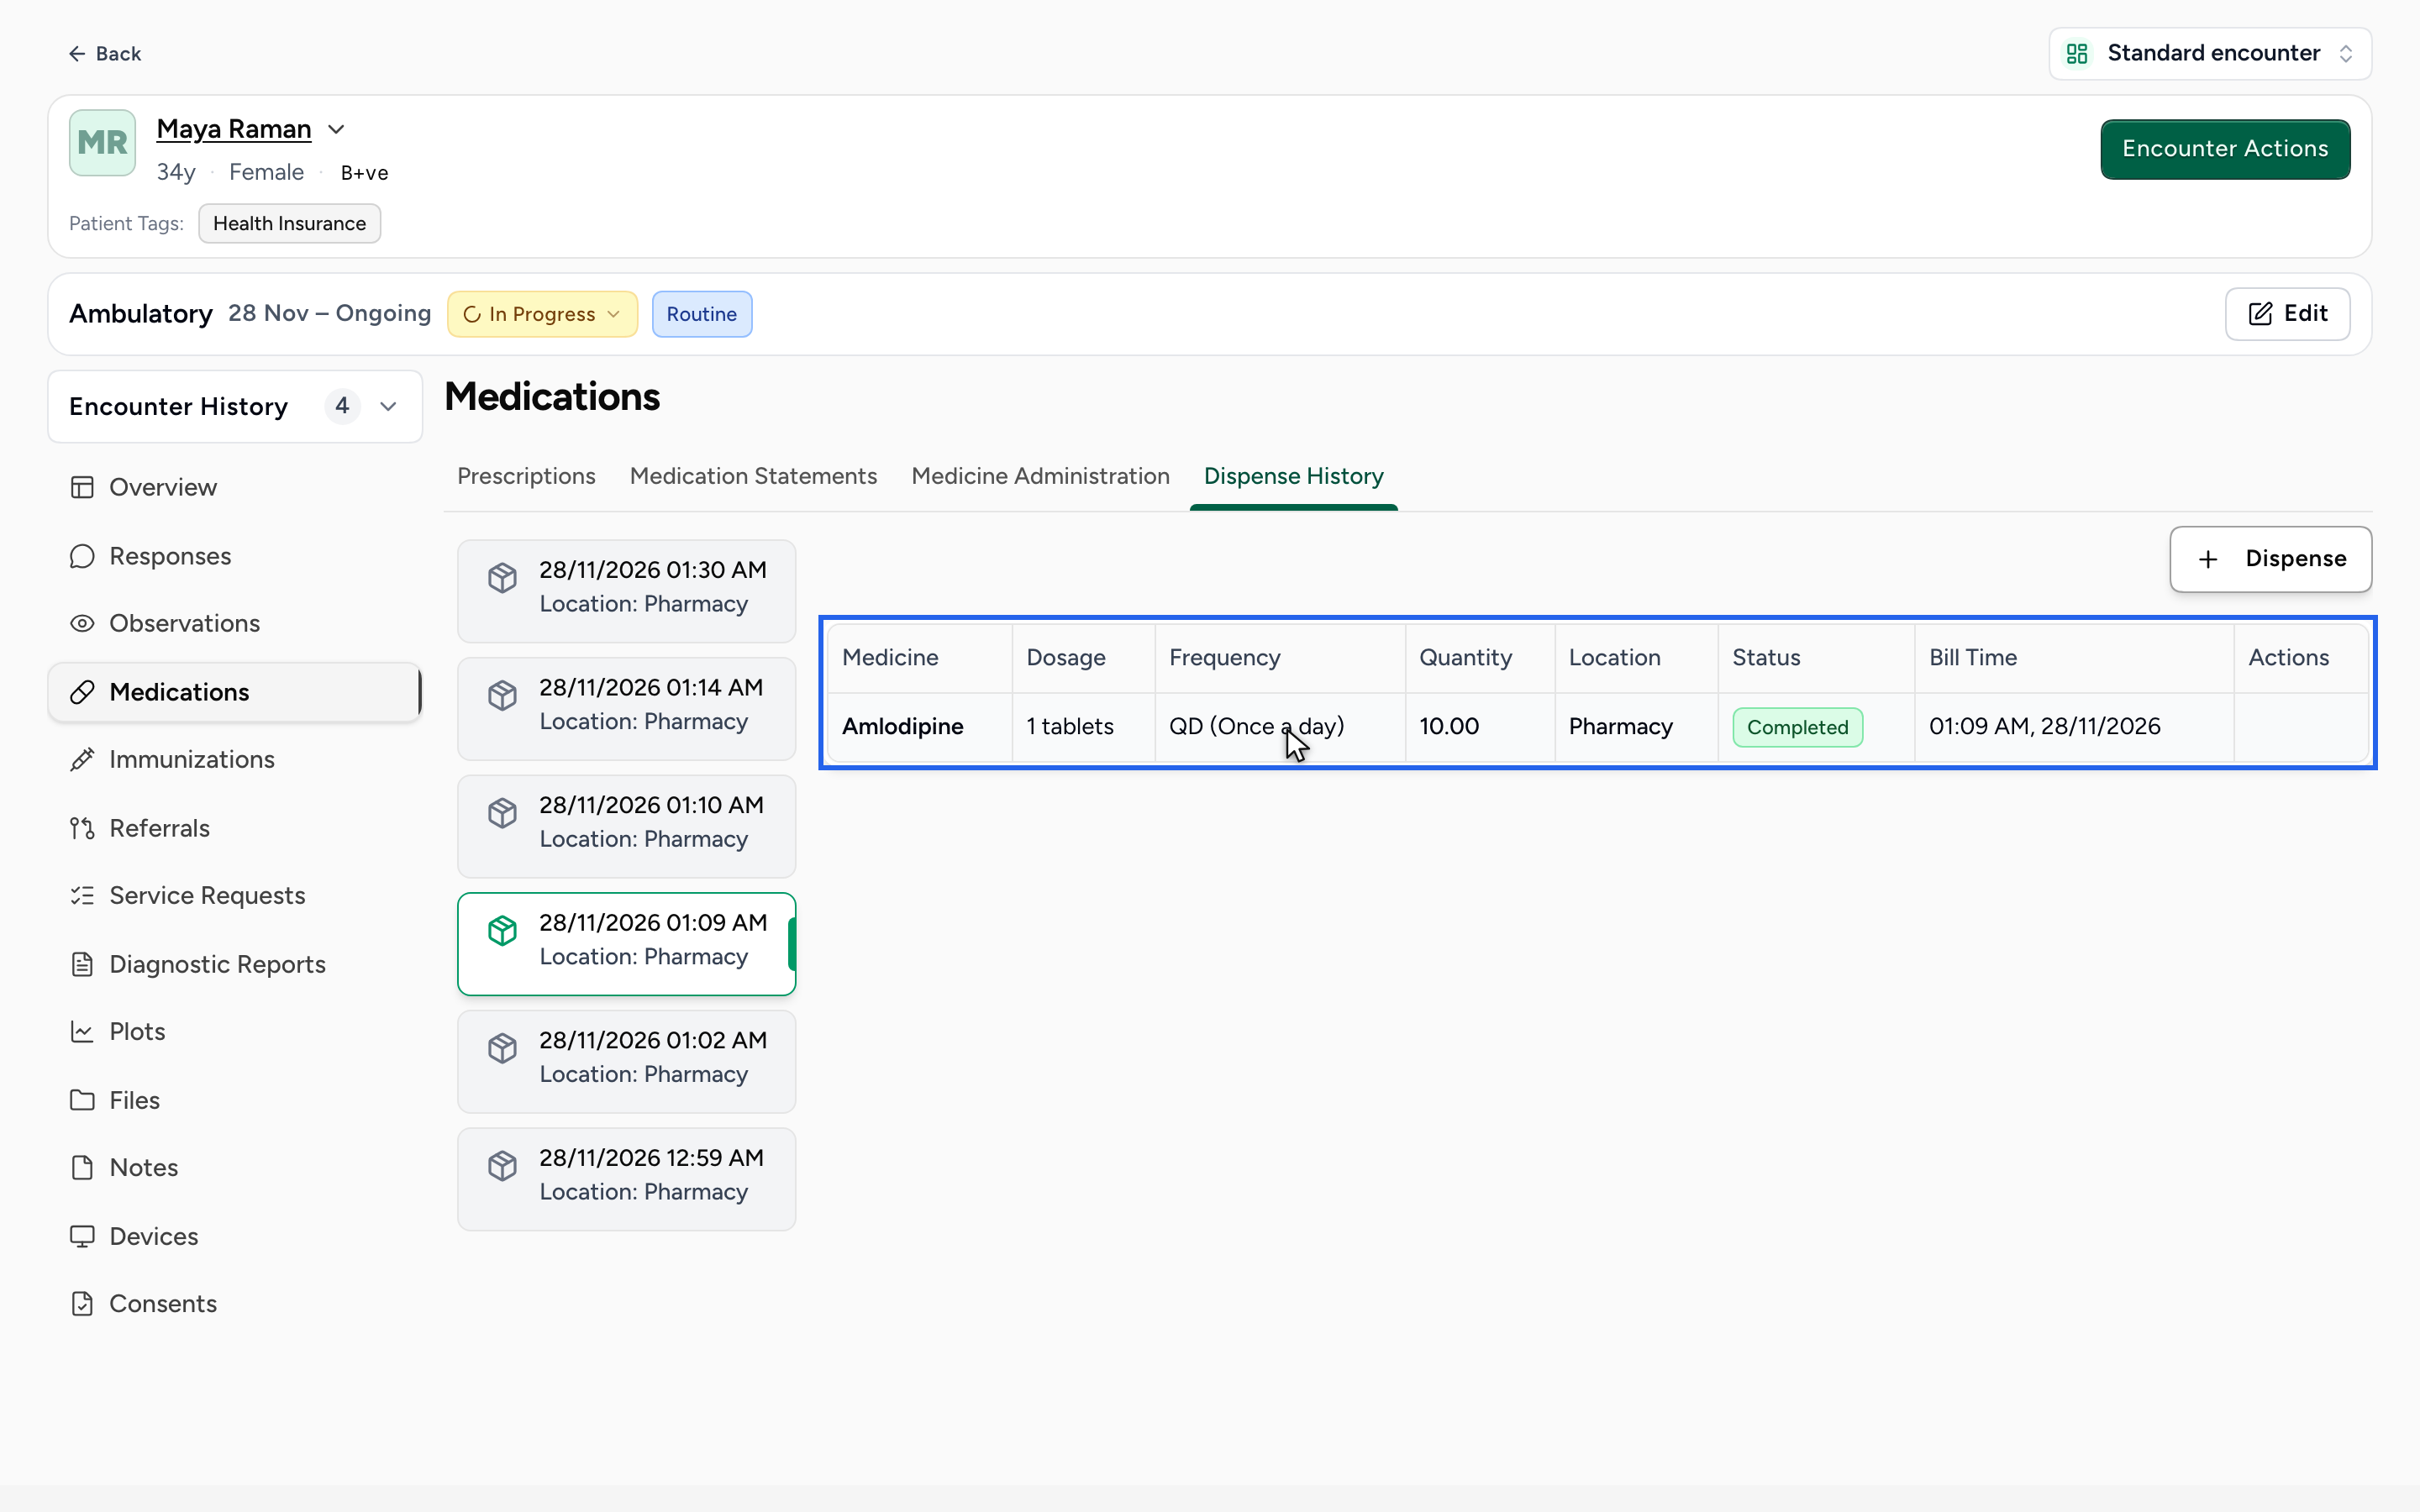 Back
Standard encounter
MR
Maya Raman
34y · Female · B+ve
Encounter Actions
Patient Tags: Health Insurance
Ambulatory 28 Nov – Ongoing In Progress Routine
Edit
Encounter History 4
Overview
Responses
Observations
Medications
Immunizations
Referrals
Service Requests
Diagnostic Reports
Plots
Files
Notes
Devices
Consents
Medications
Prescriptions Medication Statements Medicine Administration Dispense History
28/11/2026 01:30 AM
Location: Pharmacy
28/11/2026 01:14 AM
Location: Pharmacy
28/11/2026 01:10 AM
Location: Pharmacy
28/11/2026 01:09 AM
Location: Pharmacy
28/11/2026 01:02 AM
Location: Pharmacy
28/11/2026 12:59 AM
Location: Pharmacy
+ Dispense
Medicine Dosage Frequency Quantity Location Status Bill Time Actions
Amlodipine 1 tablets QD (Once a day) 10.00 Pharmacy Completed 01:09 AM, 28/11/2026